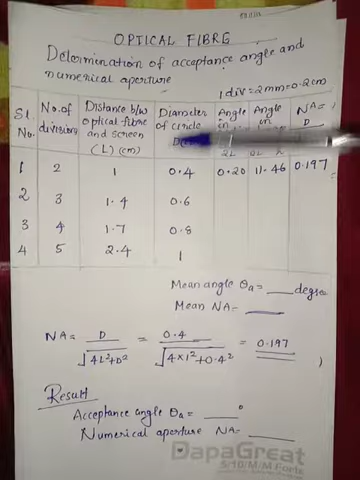 OPTICAL FIBRE
Determination of acceptance angle and
numerical aperture
1 div = 2mm = 0.2cm
Sl. No. No. of divisions Distance b/w optical fibre and screen (L) (cm) Diameter of circle Angle in Angle in NA =
D
2L
1 2 1 0.4 0.20 11.46 0.197
2 3 1.4 0.6
3 4 1.7 0.8
4 5 2.4 1
Mean angle θa = ____ degree
Mean NA = ____
NA = D / √4L²+D² = 0.4 / √4×1²+0.4² = 0.197
Result
Acceptance angle θa = ____°
Numerical aperture NA = ____
DapaGreat